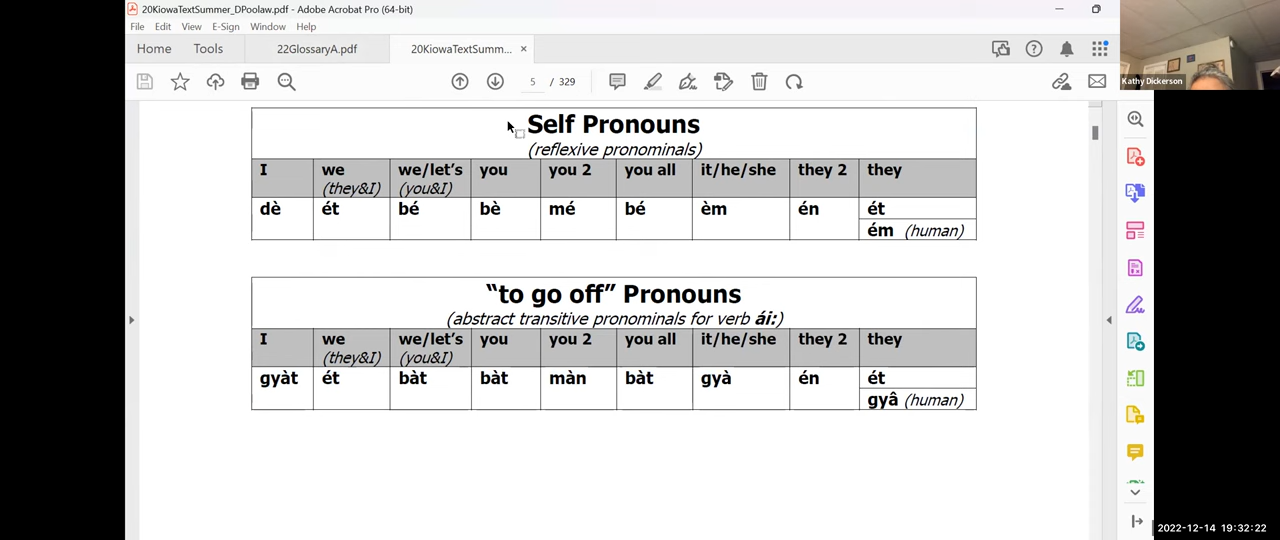 20KiowaTextSummer_DPoolaw.pdf - Adobe Acrobat Pro (64-bit)
File Edit View E-Sign Window Help
Home Tools 22GlossaryA.pdf 20KiowaTextSumm... ×
5 / 329
Kathy Dickerson
Self Pronouns
(reflexive pronominals)
I we we/let's you you 2 you all it/he/she they 2 they
(they&I) (you&I)
dè ét bé bè mé bé èm én ét
ém (human)
"to go off" Pronouns
(abstract transitive pronominals for verb ái:)
I we we/let's you you 2 you all it/he/she they 2 they
(they&I) (you&I)
gyàt ét bàt bàt màn bàt gyà én ét
gyâ (human)
2022-12-14 19:32:22